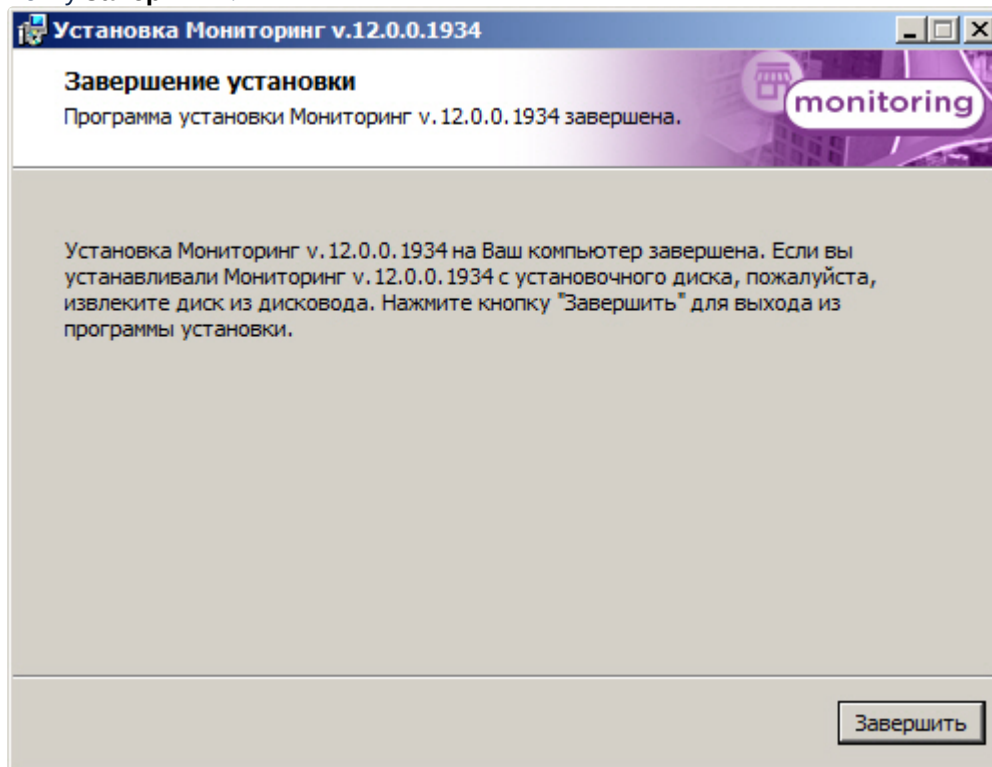 Установка Мониторинг v.12.0.0.1934
Завершение установки
Программа установки Мониторинг v.12.0.0.1934 завершена.
monitoring
Установка Мониторинг v.12.0.0.1934 на Ваш компьютер завершена. Если вы
устанавливали Мониторинг v.12.0.0.1934 с установочного диска, пожалуйста,
извлеките диск из дисковода. Нажмите кнопку "Завершить" для выхода из
программы установки.
Завершить